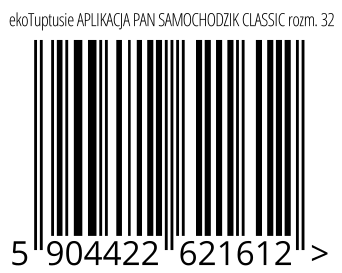 ekoTuptusie APLIKACJA PAN SAMOCHODZIK CLASSIC rozm. 32
5 904422 621612 >